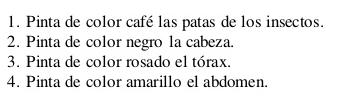 1. Pinta de color café las patas de los insectos.
2. Pinta de color negro la cabeza.
3. Pinta de color rosado el tórax.
4. Pinta de color amarillo el abdomen.